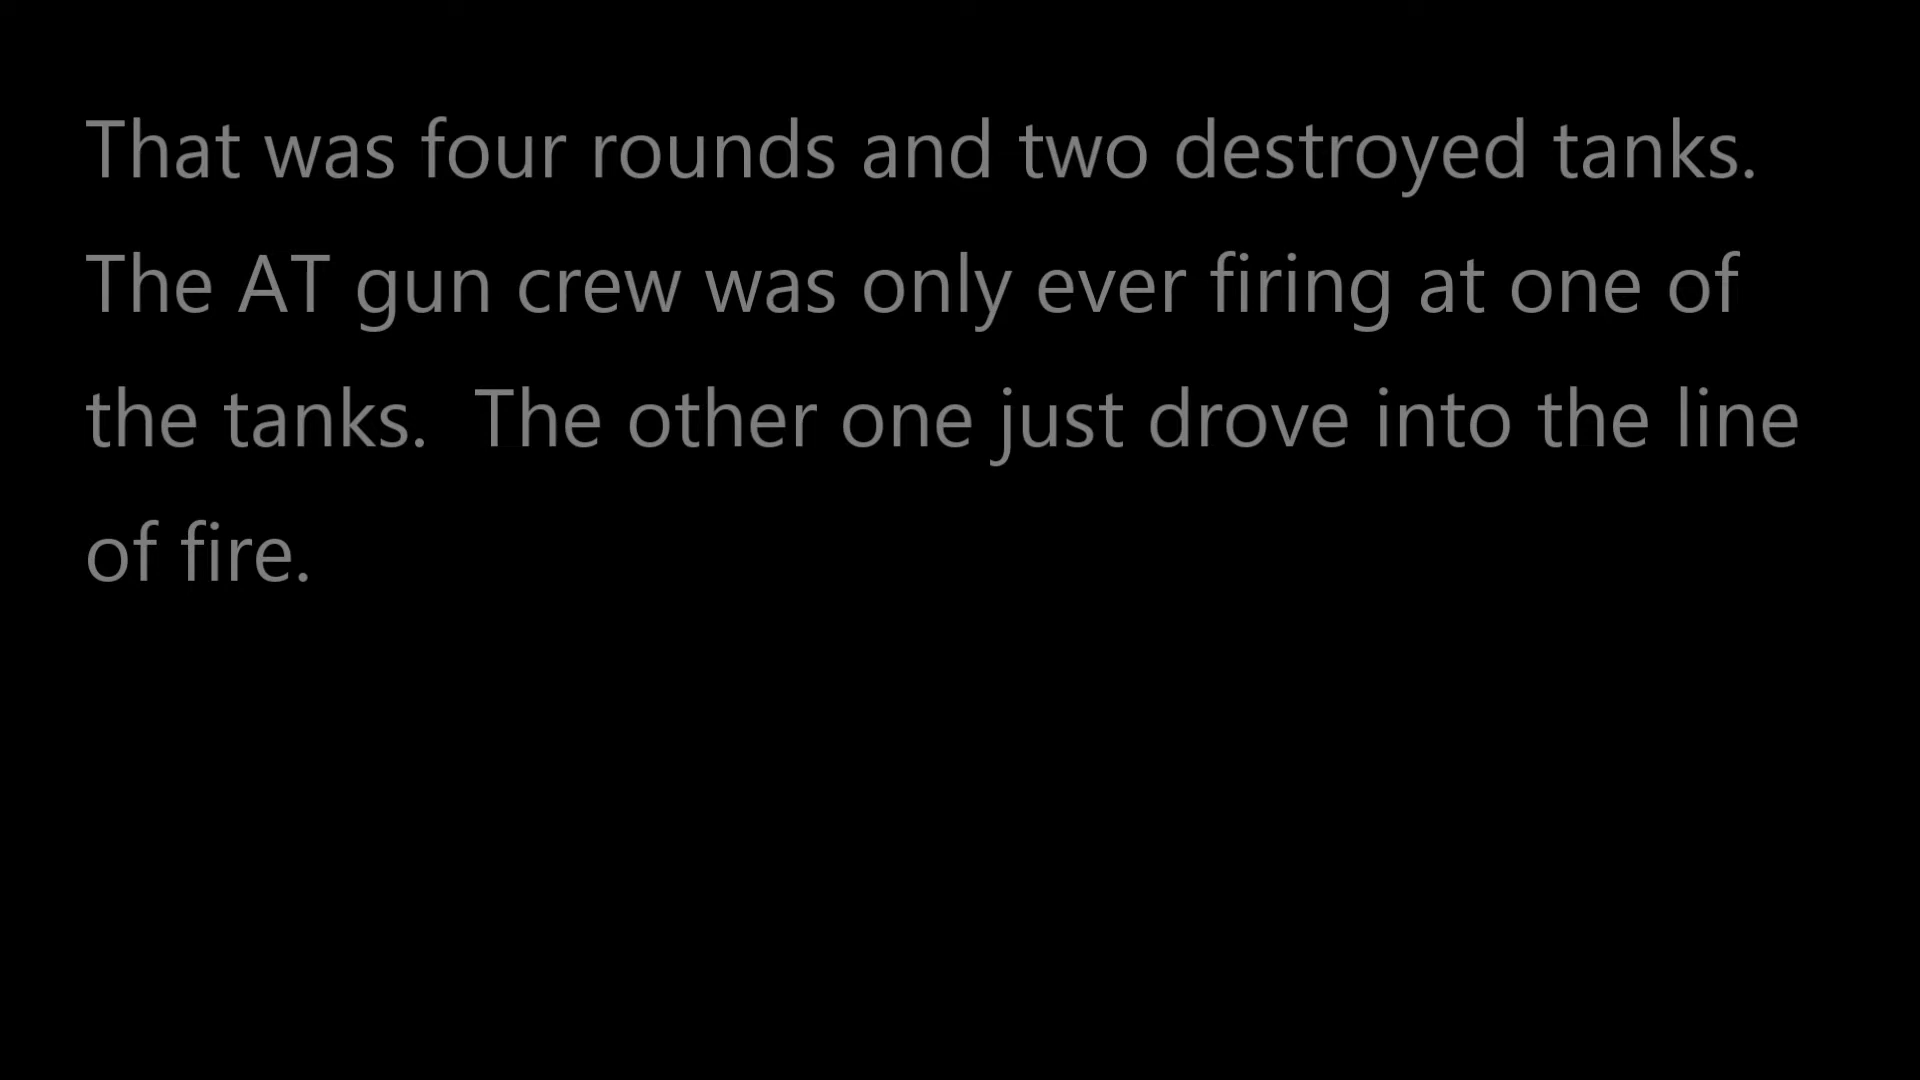 That was four rounds and two destroyed tanks.
The AT gun crew was only ever firing at one of
the tanks.  The other one just drove into the line
of fire.